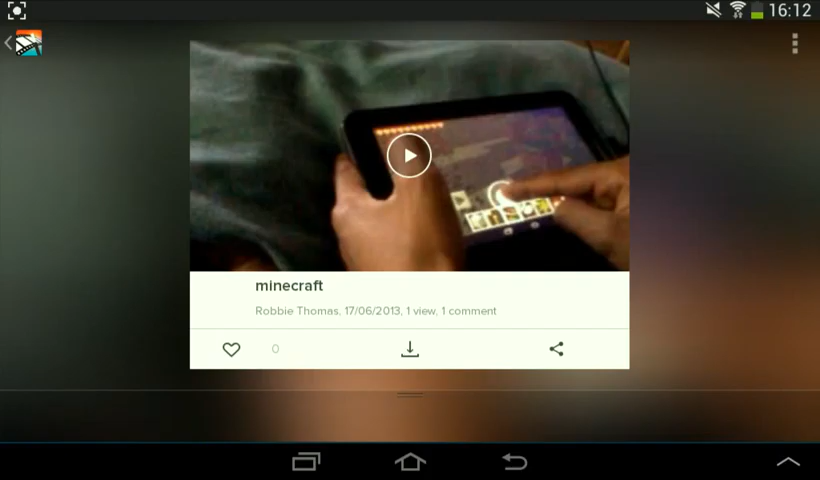 16:12
minecraft
Robbie Thomas, 17/06/2013, 1 view, 1 comment
0